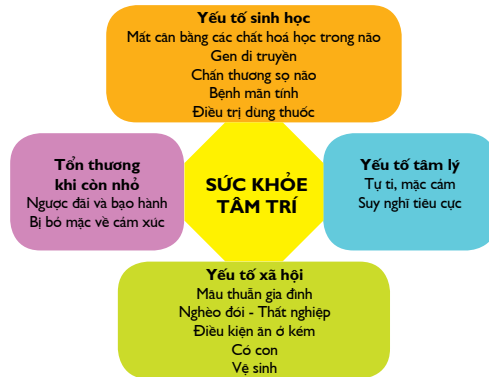 Yếu tố sinh học
Mất cân bằng các chất hoá học trong não
Gen di truyền
Chấn thương sọ não
Bệnh mãn tính
Điều trị dùng thuốc
Tổn thương
khi còn nhỏ
Ngược đãi và bạo hành
Bị bỏ mặc về cảm xúc
SỨC KHỎE
TÂM TRÍ
Yếu tố tâm lý
Tự ti, mặc cảm
Suy nghĩ tiêu cực
Yếu tố xã hội
Mâu thuẫn gia đình
Nghèo đói - Thất nghiệp
Điều kiện ăn ở kém
Có con
Vệ sinh